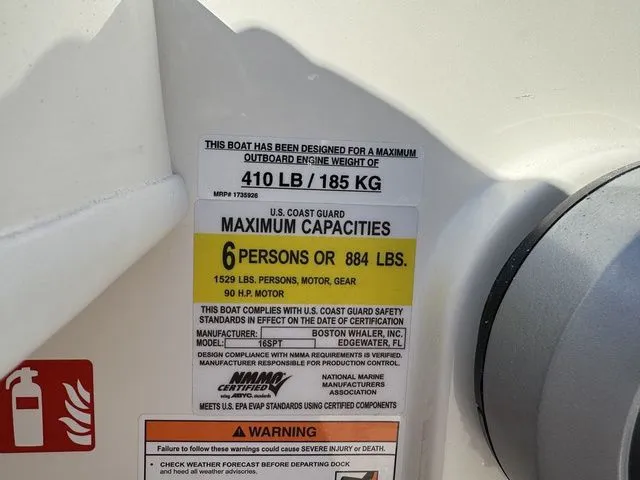 THIS BOAT HAS BEEN DESIGNED FOR A MAXIMUM
OUTBOARD ENGINE WEIGHT OF
410 LB / 185 KG
MRP# 1735926
U.S. COAST GUARD
MAXIMUM CAPACITIES
6 PERSONS OR 884 LBS.
1529 LBS. PERSONS, MOTOR, GEAR
90 H.P. MOTOR
THIS BOAT COMPLIES WITH U.S. COAST GUARD SAFETY
STANDARDS IN EFFECT ON THE DATE OF CERTIFICATION
MANUFACTURER: BOSTON WHALER, INC.
MODEL: 16SPT EDGEWATER, FL
DESIGN COMPLIANCE WITH NMMA REQUIREMENTS IS VERIFIED.
MANUFACTURER RESPONSIBLE FOR PRODUCTION CONTROL.
NMMA
CERTIFIED
using ABYC standards
NATIONAL MARINE
MANUFACTURERS
ASSOCIATION
MEETS U.S. EPA EVAP STANDARDS USING CERTIFIED COMPONENTS
WARNING
Failure to follow these warnings could cause SEVERE INJURY or DEATH.
• CHECK WEATHER FORECAST BEFORE DEPARTING DOCK
and heed all weather advisories.